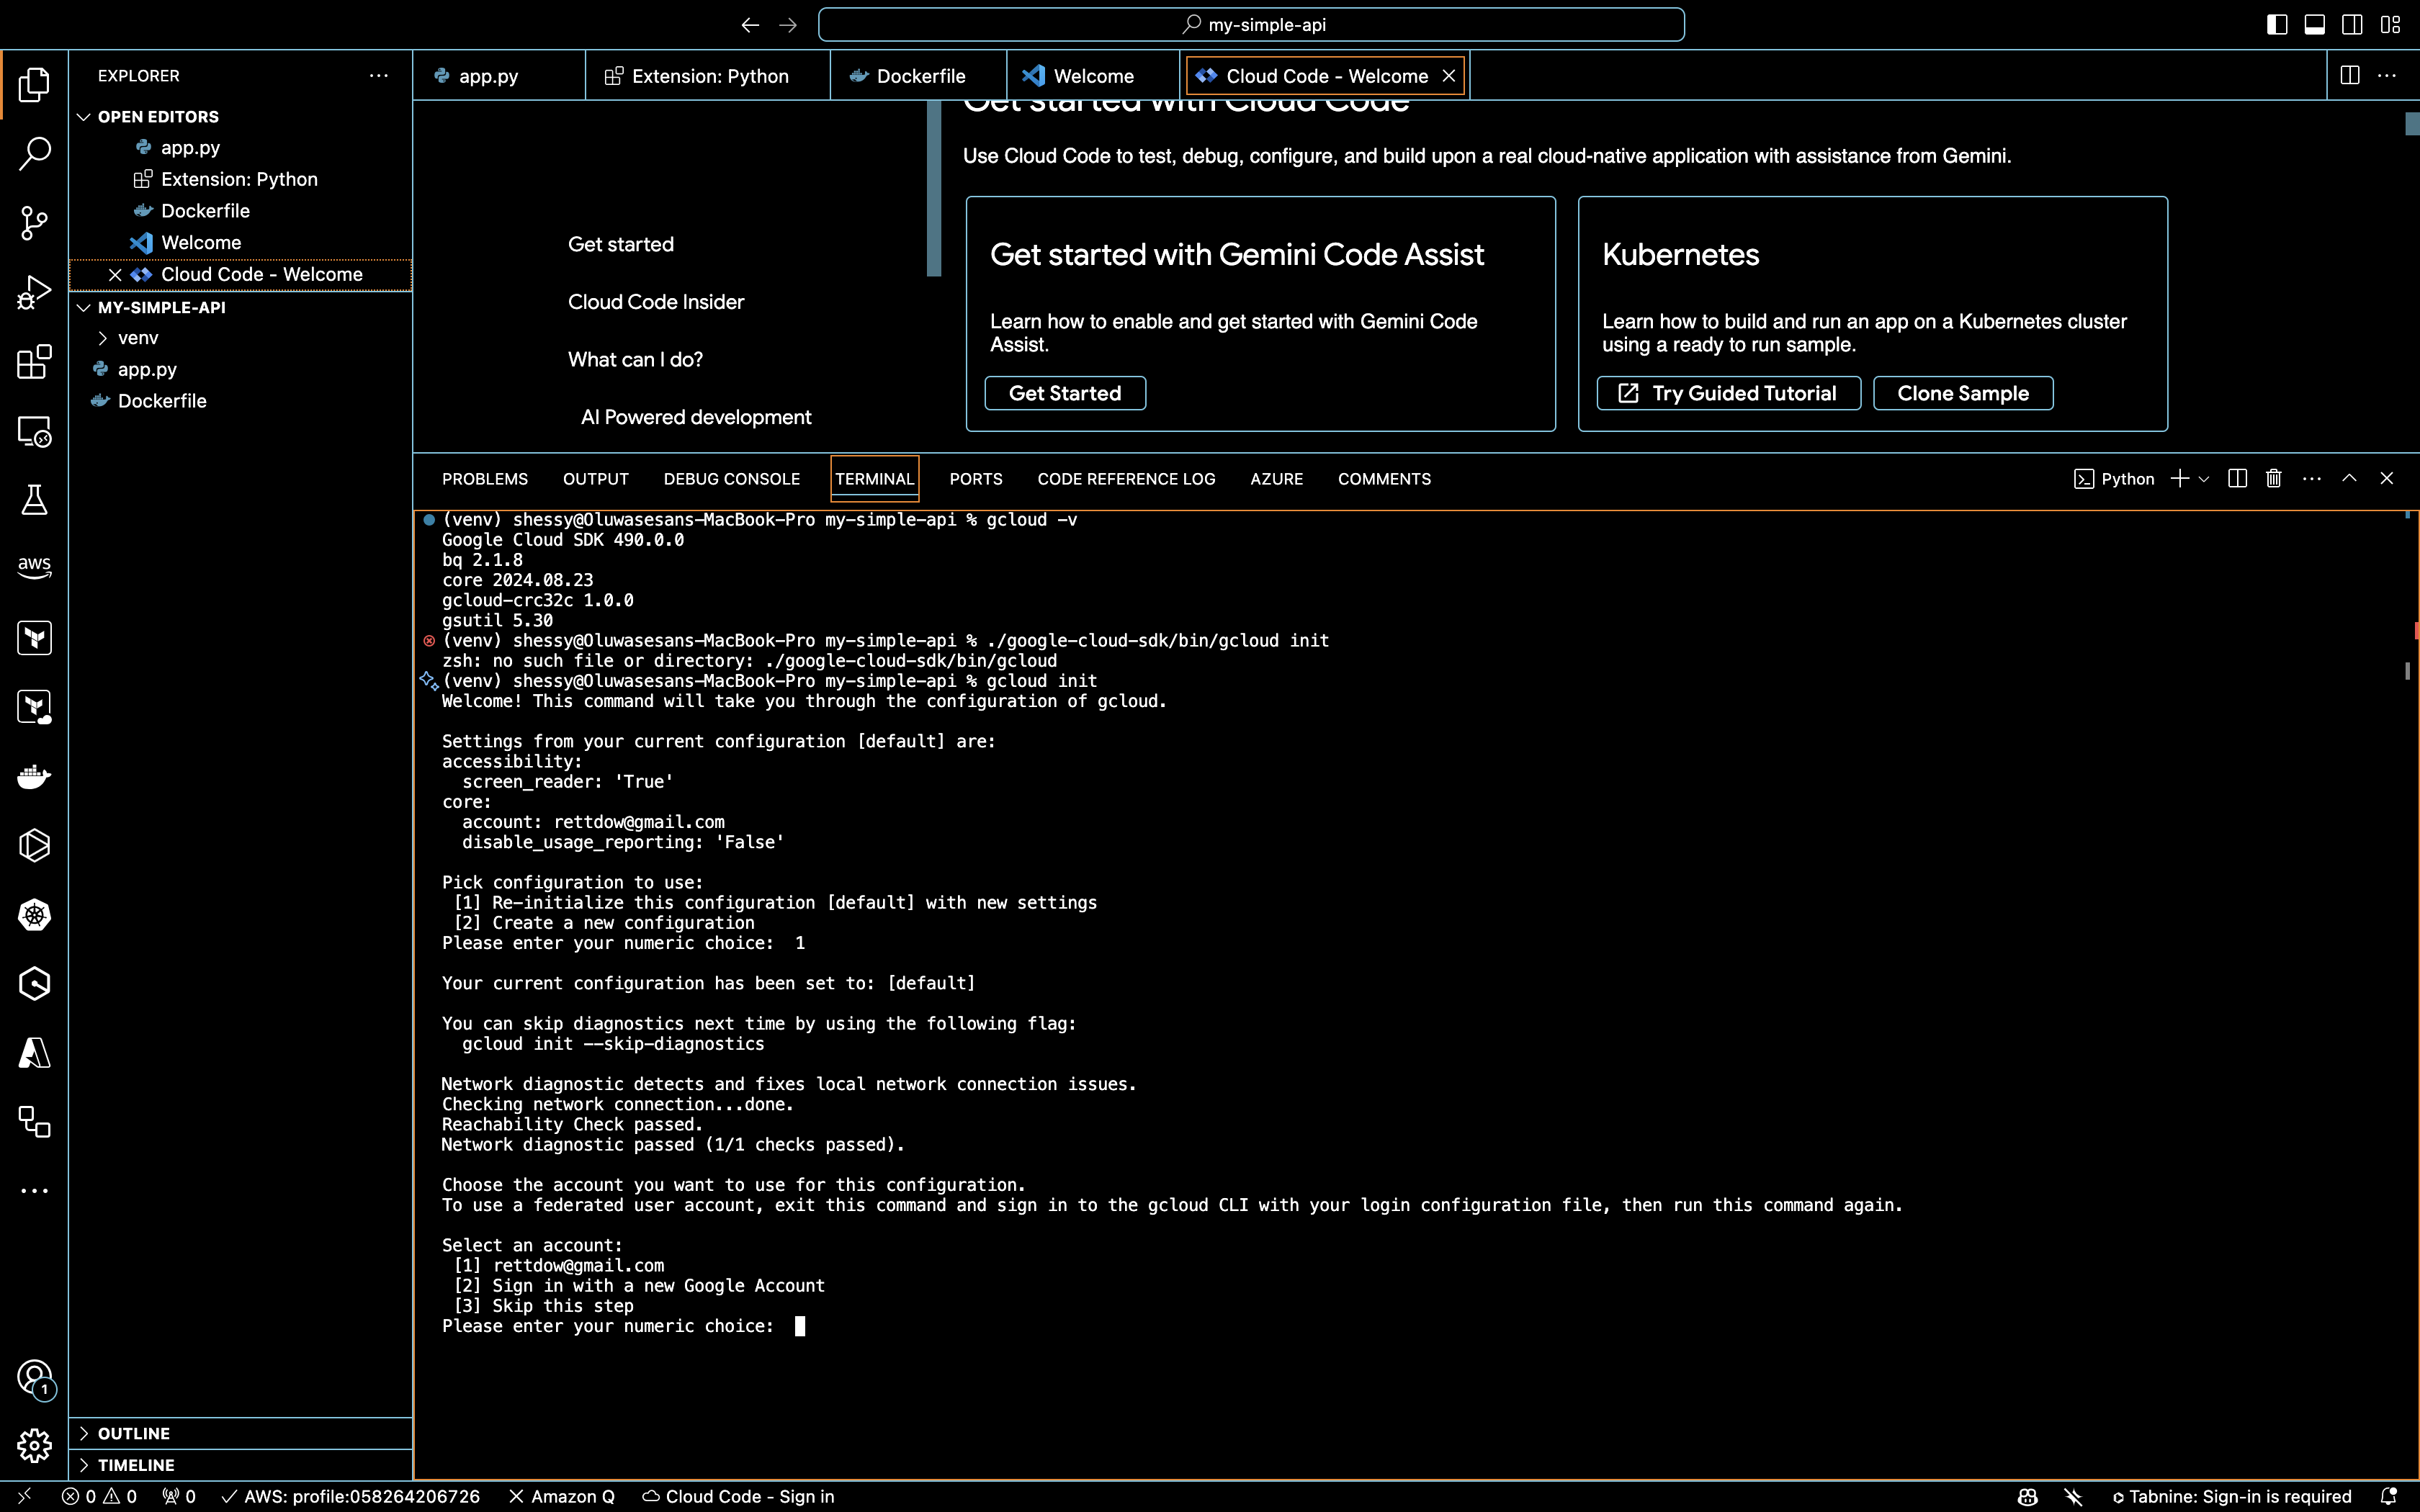 my-simple-api
EXPLORER
OPEN EDITORS
app.py
Extension: Python
Dockerfile
Welcome
Cloud Code - Welcome
MY-SIMPLE-API
venv
app.py
Dockerfile
OUTLINE
TIMELINE
aws
1
app.py
Extension: Python
Dockerfile
Welcome
Cloud Code - Welcome
Get started
Cloud Code Insider
What can I do?
AI Powered development
Get started with Cloud Code
Use Cloud Code to test, debug, configure, and build upon a real cloud-native application with assistance from Gemini.
Get started with Gemini Code Assist
Learn how to enable and get started with Gemini Code
Assist.
Get Started
Kubernetes
Learn how to build and run an app on a Kubernetes cluster
using a ready to run sample.
Try Guided Tutorial
Clone Sample
PROBLEMS OUTPUT DEBUG CONSOLE TERMINAL PORTS CODE REFERENCE LOG AZURE COMMENTS
Python
(venv) shessy@Oluwasesans-MacBook-Pro my-simple-api % gcloud -v
Google Cloud SDK 490.0.0
bq 2.1.8
core 2024.08.23
gcloud-crc32c 1.0.0
gsutil 5.30
(venv) shessy@Oluwasesans-MacBook-Pro my-simple-api % ./google-cloud-sdk/bin/gcloud init
zsh: no such file or directory: ./google-cloud-sdk/bin/gcloud
(venv) shessy@Oluwasesans-MacBook-Pro my-simple-api % gcloud init
Welcome! This command will take you through the configuration of gcloud.
Settings from your current configuration [default] are:
accessibility:
screen_reader: 'True'
core:
account: rettdow@gmail.com
disable_usage_reporting: 'False'
Pick configuration to use:
[1] Re-initialize this configuration [default] with new settings
[2] Create a new configuration
Please enter your numeric choice:  1
Your current configuration has been set to: [default]
You can skip diagnostics next time by using the following flag:
gcloud init --skip-diagnostics
Network diagnostic detects and fixes local network connection issues.
Checking network connection...done.
Reachability Check passed.
Network diagnostic passed (1/1 checks passed).
Choose the account you want to use for this configuration.
To use a federated user account, exit this command and sign in to the gcloud CLI with your login configuration file, then run this command again.
Select an account:
[1] rettdow@gmail.com
[2] Sign in with a new Google Account
[3] Skip this step
Please enter your numeric choice:
0 0 0 AWS: profile:058264206726 Amazon Q Cloud Code - Sign in Tabnine: Sign-in is required